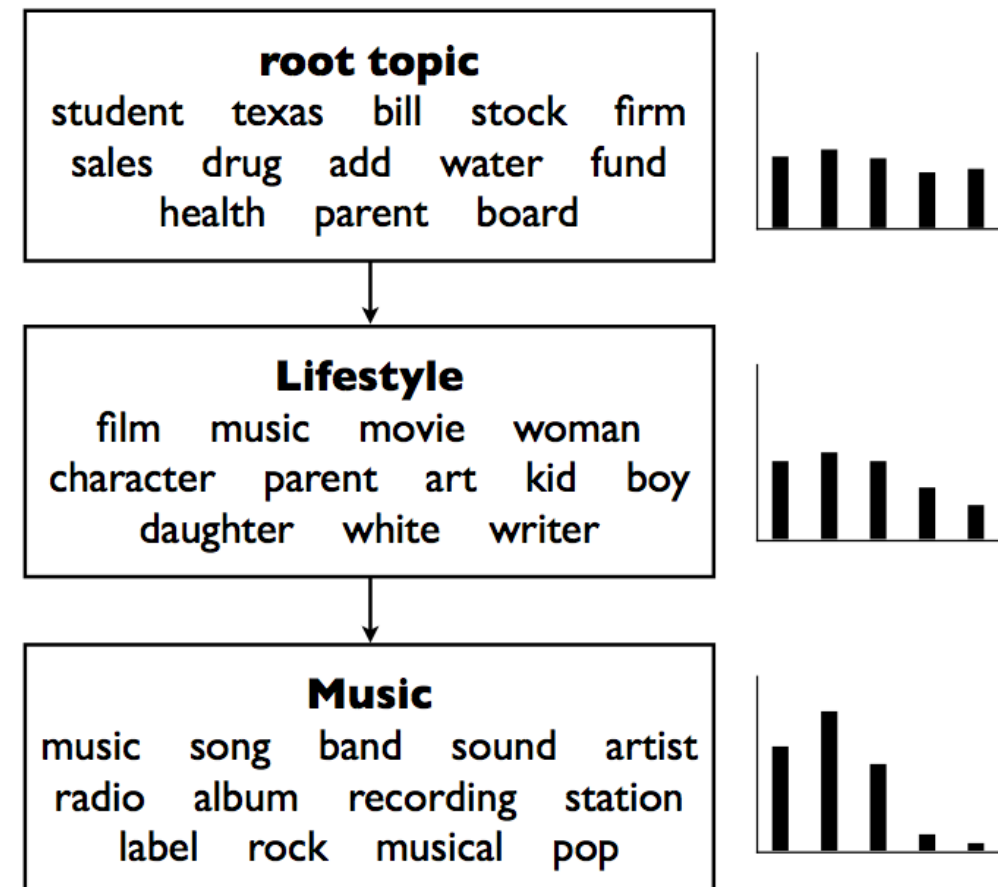 root topic
student texas bill stock firm
sales drug add water fund
health parent board
Lifestyle
film music movie woman
character parent art kid boy
daughter white writer
Music
music song band sound artist
radio album recording station
label rock musical pop